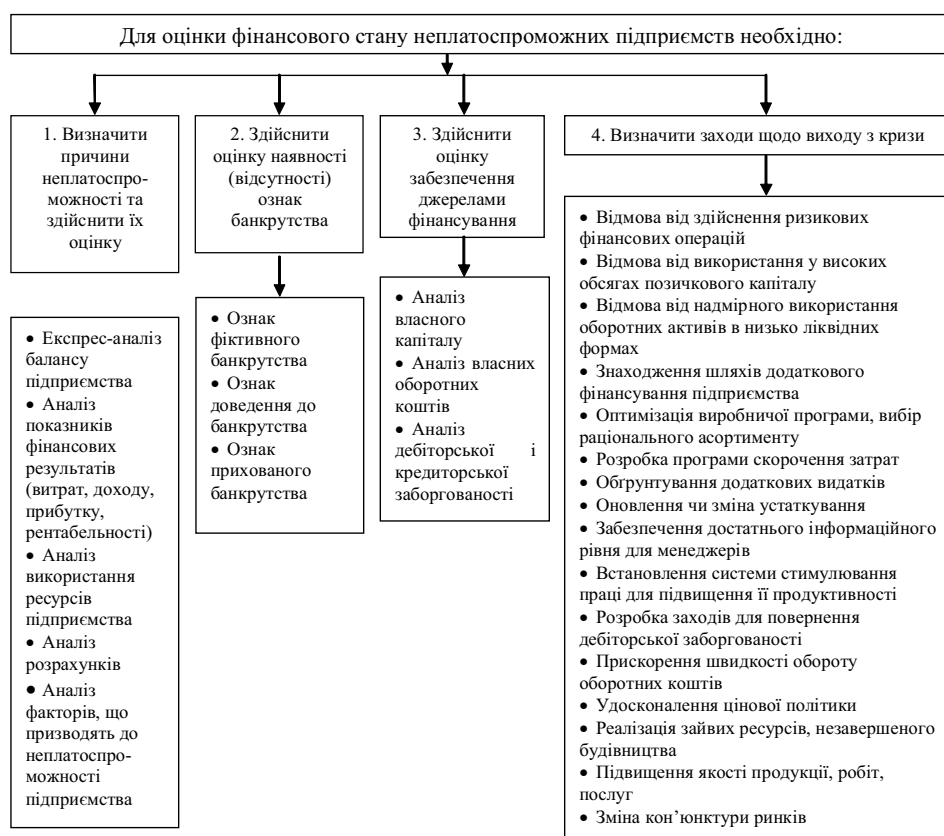 Для оцінки фінансового стану неплатоспроможних підприємств необхідно:
1. Визначити
причини
неплатоспро-
можності та
здійснити їх
оцінку
2. Здійснити
оцінку наявності
(відсутності)
ознак
банкрутства
3. Здійснити
оцінку
забезпечення
джерелами
фінансування
4. Визначити заходи щодо виходу з кризи
• Експрес-аналіз
балансу
підприємства
• Аналіз
показників
фінансових
результатів
(витрат, доходу,
прибутку,
рентабельності)
• Аналіз
використання
ресурсів
підприємства
• Аналіз
розрахунків
• Аналіз
факторів, що
призводять до
неплатоспро-
можності
підприємства
• Ознак
фіктивного
банкрутства
• Ознак
доведення до
банкрутства
• Ознак
прихованого
банкрутства
• Аналіз
власного
капіталу
• Аналіз власних
оборотних
коштів
• Аналіз
дебіторської і
кредиторської
заборгованості
• Відмова від здійснення ризикових
фінансових операцій
• Відмова від використання у високих
обсягах позичкового капіталу
• Відмова від надмірного використання
оборотних активів в низько ліквідних
формах
• Знаходження шляхів додаткового
фінансування підприємства
• Оптимізація виробничої програми, вибір
раціонального асортименту
• Розробка програми скорочення затрат
• Обґрунтування додаткових видатків
• Оновлення чи зміна устаткування
• Забезпечення достатнього інформаційного
рівня для менеджерів
• Встановлення системи стимулювання
праці для підвищення її продуктивності
• Розробка заходів для повернення
дебіторської заборгованості
• Прискорення швидкості обороту
оборотних коштів
• Удосконалення цінової політики
• Реалізація зайвих ресурсів, незавершеного
будівництва
• Підвищення якості продукції, робіт,
послуг
• Зміна кон’юнктури ринків